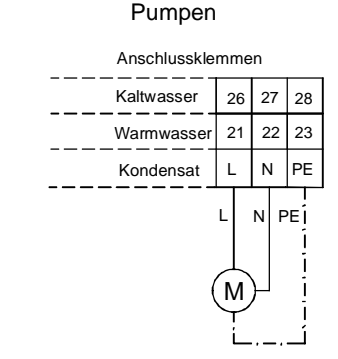 Pumpen
Anschlussklemmen
Kaltwasser 26 27 28
Warmwasser 21 22 23
Kondensat L N PE
L N PE
M